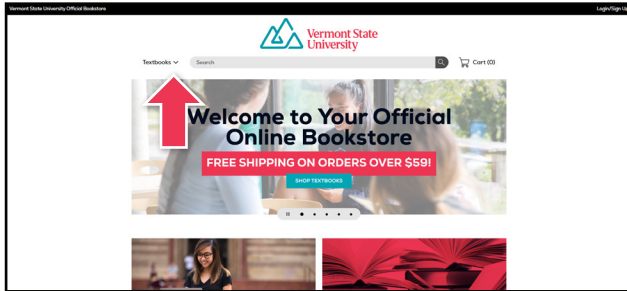 Vermont State University Official Bookstore
Login/Sign Up
Vermont State
University
Textbooks
Search
Cart (0)
Welcome to Your Official
Online Bookstore
FREE SHIPPING ON ORDERS OVER $59!
SHOP TEXTBOOKS